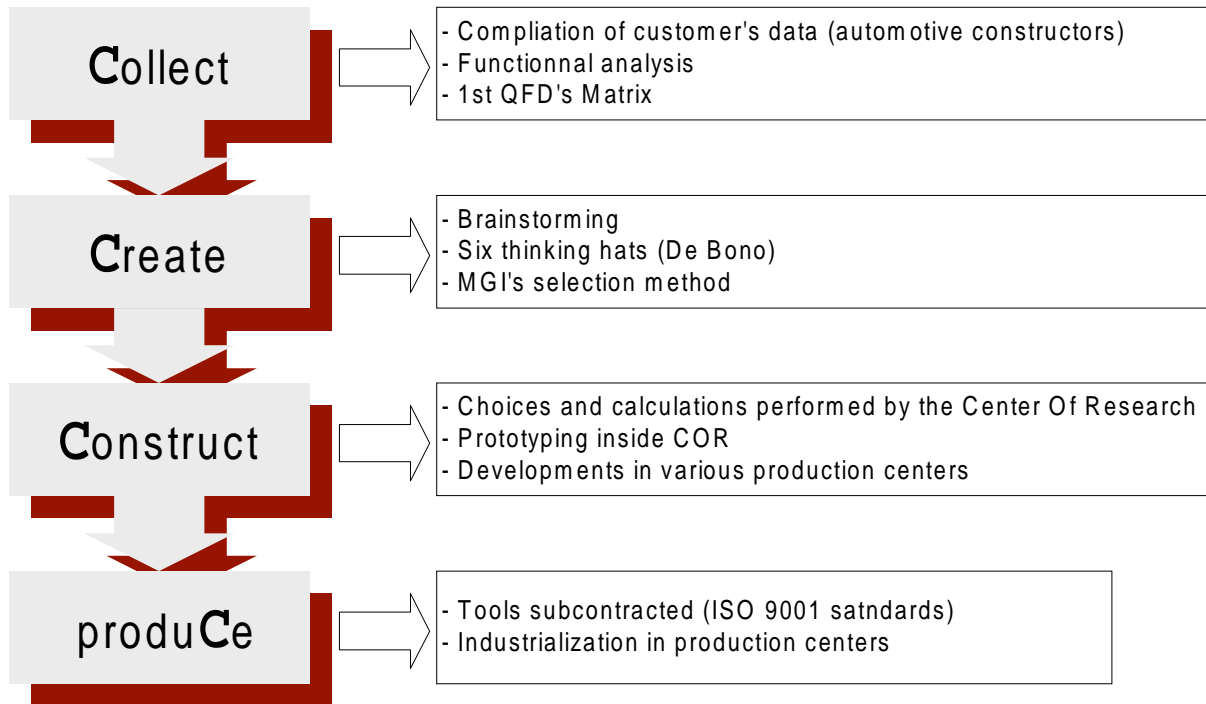 Collect
- Compliation of customer's data (automotive constructors)
- Functionnal analysis
- 1st QFD's Matrix
Create
- Brainstorming
- Six thinking hats (De Bono)
- MGI's selection method
Construct
- Choices and calculations performed by the Center Of Research
- Prototyping inside COR
- Developments in various production centers
produCe
- Tools subcontracted (ISO 9001 satndards)
- Industrialization in production centers